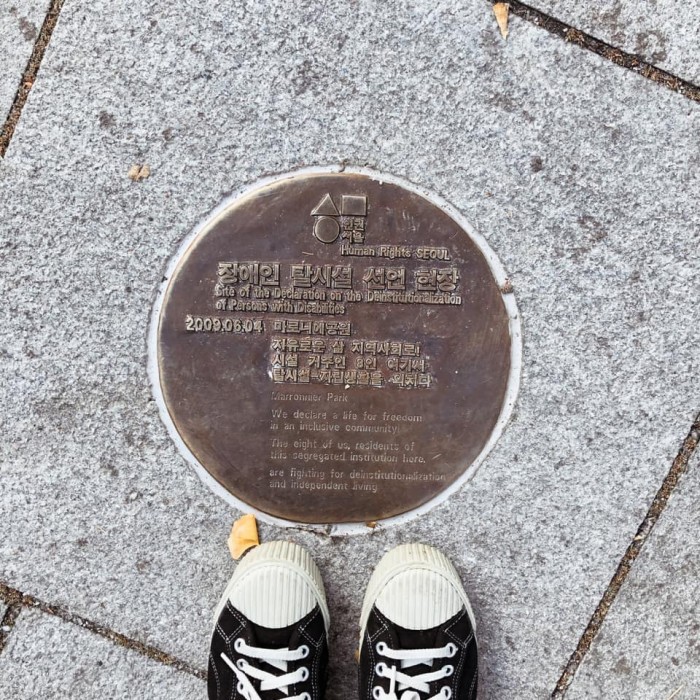 인권
서울
Human Rights SEOUL
장애인 탈시설 선언 현장
Site of the Declaration on the Deinstitutionalization
of Persons with Disabilities
2009.06.04. 마로니에공원
자유로운 삶 지역사회로!
시설 거주인 8인 여기서
탈시설 자립생활을 외치다
Marronnier Park
We declare a life for freedom
in an inclusive community!
The eight of us, residents of
this segregated institution here,
are fighting for deinstitutionalization
and independent living